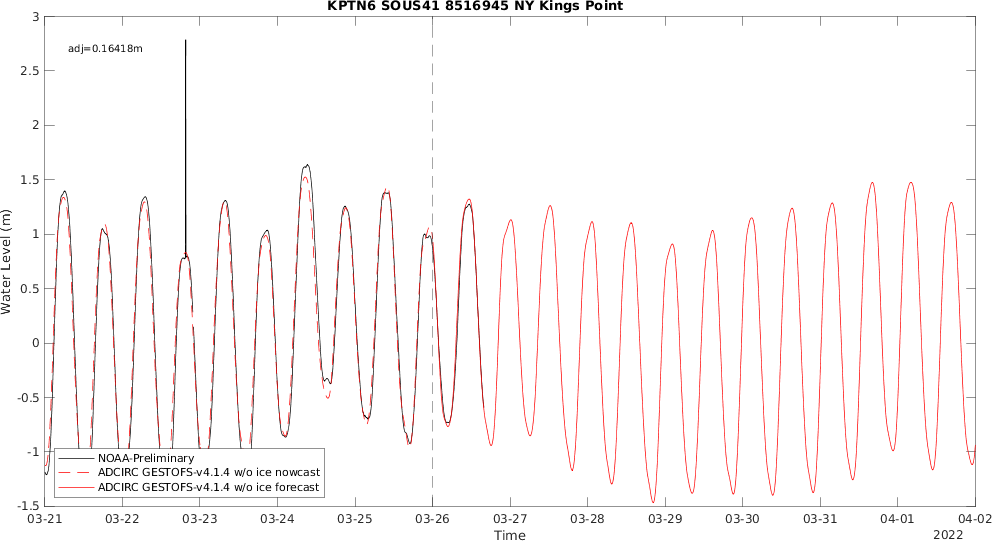 KPTN6 SOUS41 8516945 NY Kings Point
adj=0.16418m
Water Level (m)
3
2.5
2
1.5
1
0.5
0
-0.5
-1
-1.5
NOAA-Preliminary
ADCIRC GESTOFS-v4.1.4 w/o ice nowcast
ADCIRC GESTOFS-v4.1.4 w/o ice forecast
03-21 03-22 03-23 03-24 03-25 03-26 03-27 03-28 03-29 03-30 03-31 04-01 04-02
Time
2022